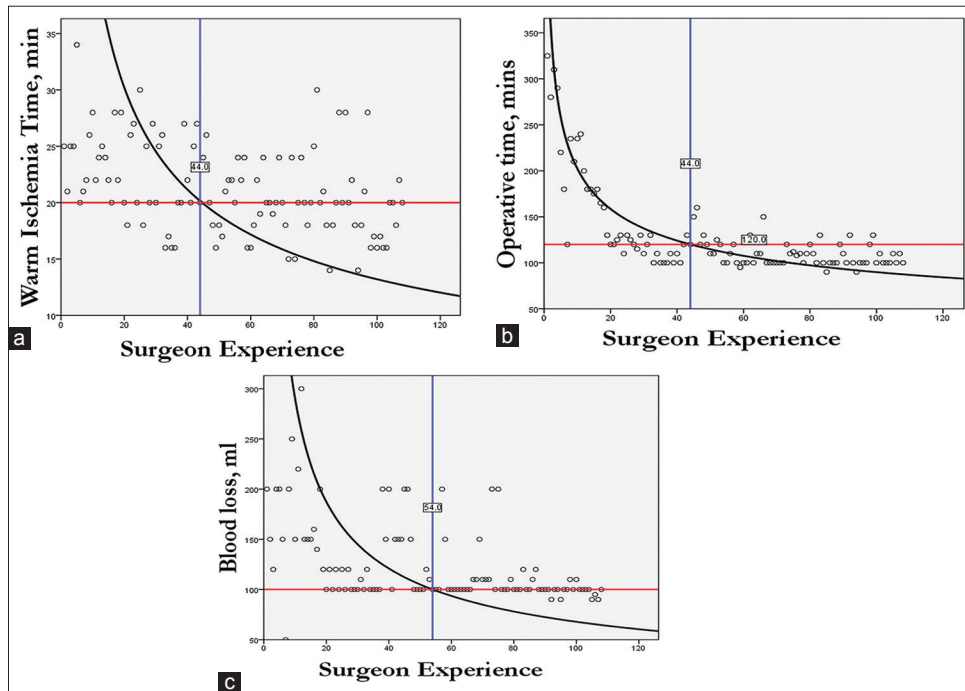 Warm Ischemia Time, min
35
30
25
20
15
10
44.0
0 20 40 60 80 100 120
Surgeon Experience
a
Operative time, mins
350
300
250
200
150
100
50
44.0
120.0
0 20 40 60 80 100 120
Surgeon Experience
b
Blood loss, ml
300
250
200
150
100
50
54.0
0 20 40 60 80 100 120
Surgeon Experience
c